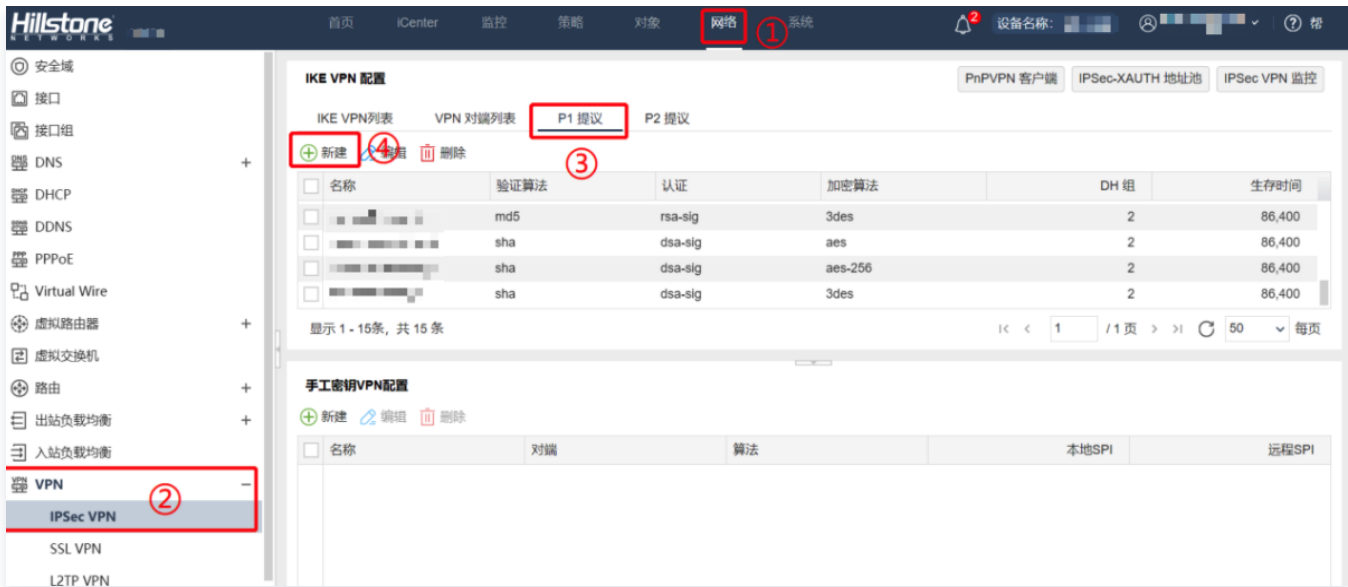 Hillstone
NETWORKS
首页 iCenter 监控 策略 对象 网络 ① 系统
2 设备名称: 帮
安全域
接口
接口组
DNS +
DHCP
DDNS
PPPoE
Virtual Wire
虚拟路由器 +
虚拟交换机
路由 +
出站负载均衡 +
入站负载均衡
VPN −
②
IPSec VPN
SSL VPN
L2TP VPN
IKE VPN 配置 PnPVPN 客户端 IPSec-XAUTH 地址池 IPSec VPN 监控
IKE VPN列表 VPN 对端列表 P1 提议 P2 提议
新建 ④ 编辑 删除 ③
名称 验证算法 认证 加密算法 DH 组 生存时间
md5 rsa-sig 3des 2 86,400
sha dsa-sig aes 2 86,400
sha dsa-sig aes-256 2 86,400
sha dsa-sig 3des 2 86,400
显示 1 - 15条, 共 15 条 1 / 1 页 50 每页
手工密钥VPN配置
新建 编辑 删除
名称 对端 算法 本地SPI 远程SPI